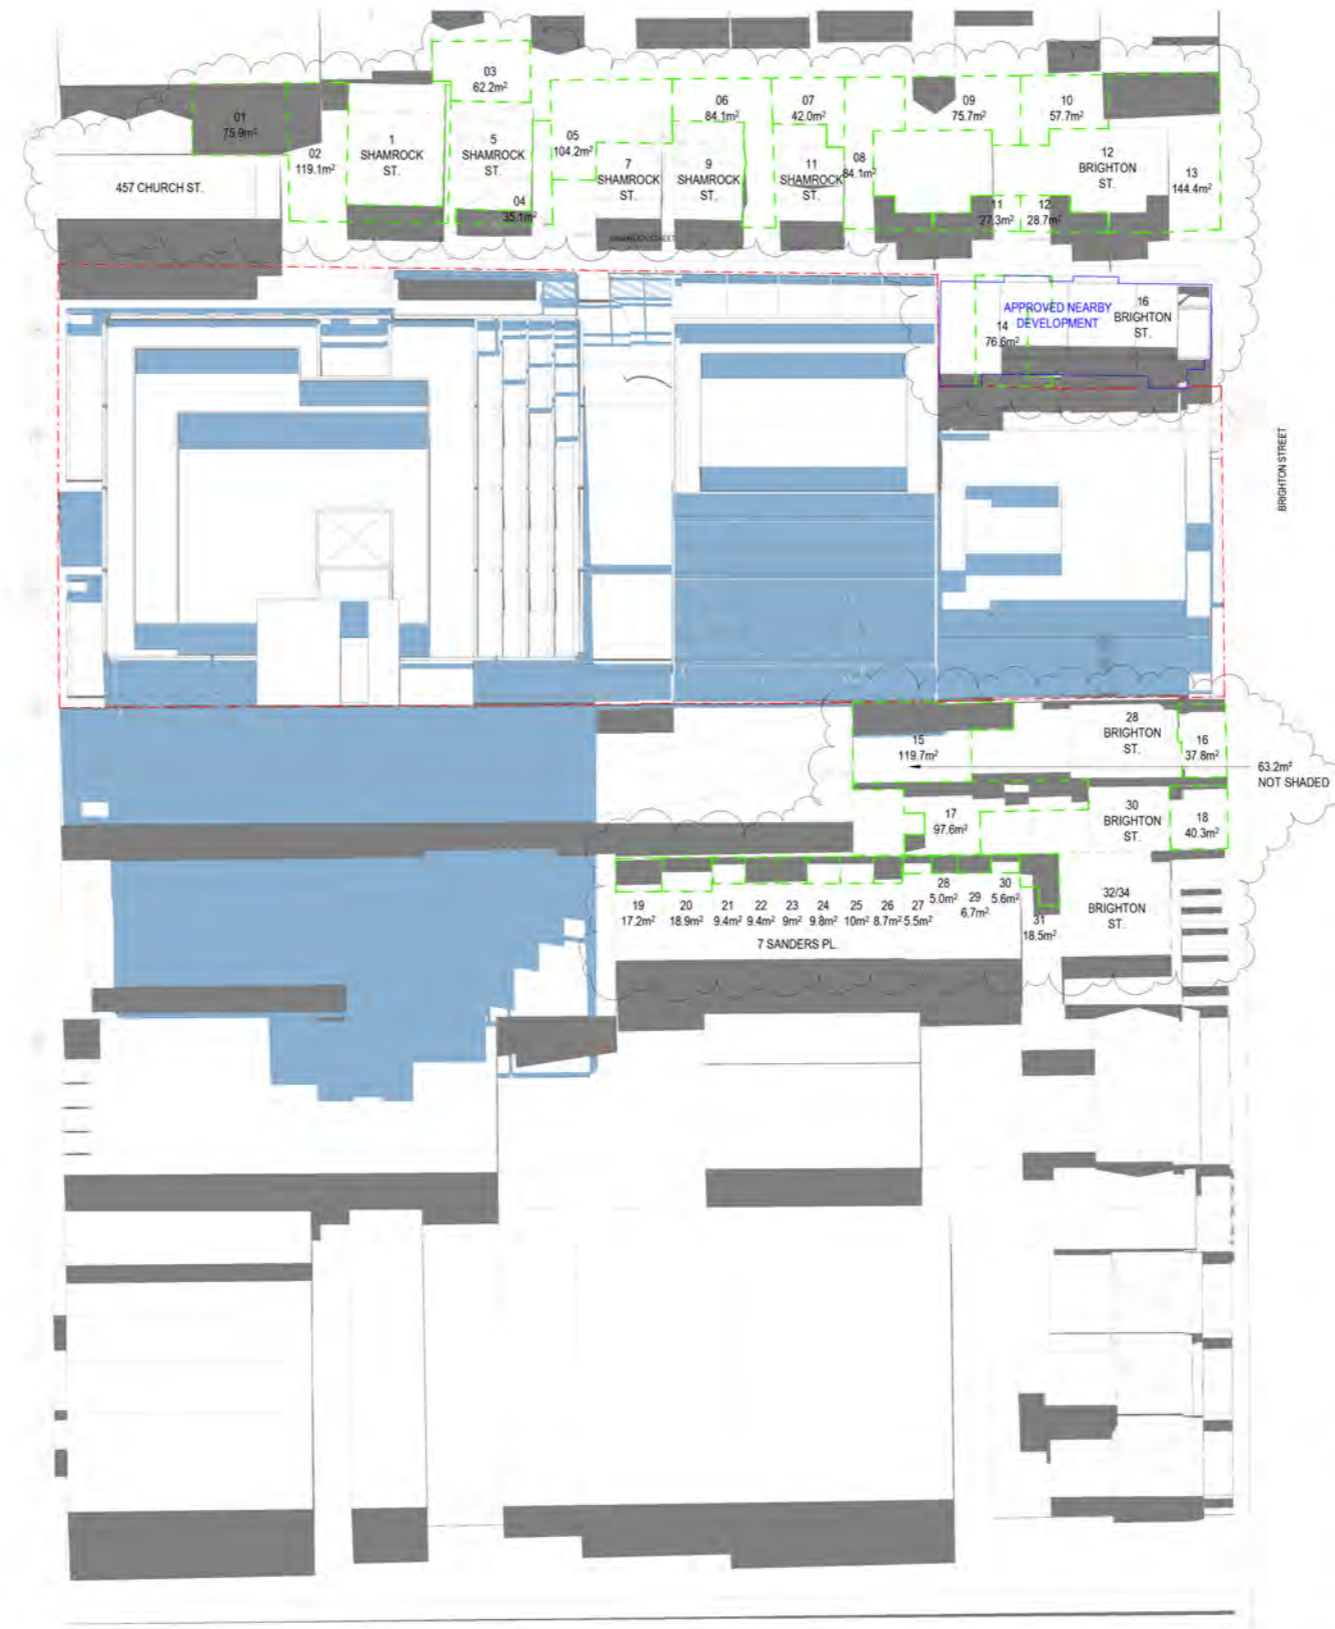 03
62.2m²
01
75.9m²
02
119.1m²
1
SHAMROCK
ST.
5
SHAMROCK
ST.
04
35.1m²
05
104.2m²
7
SHAMROCK
ST.
06
84.1m²
9
SHAMROCK
ST.
07
42.0m²
11
SHAMROCK
ST.
08
84.1m²
09
75.7m²
10
57.7m²
12
BRIGHTON
ST.
13
144.4m²
11
27.3m²
12
28.7m²
457 CHURCH ST.
SHAMROCK STREET
APPROVED NEARBY
DEVELOPMENT
14
76.6m²
16
BRIGHTON
ST.
BRIGHTON STREET
15
119.7m²
28
BRIGHTON
ST.
16
37.8m²
63.2m²
NOT SHADED
17
97.6m²
30
BRIGHTON
ST.
18
40.3m²
19
17.2m²
20
18.9m²
21
9.4m²
22
9.4m²
23
9m²
24
9.8m²
25
10m²
26
8.7m²
27
5.5m²
28
5.0m²
29
6.7m²
30
5.6m²
31
18.5m²
32/34
BRIGHTON
ST.
7 SANDERS PL.